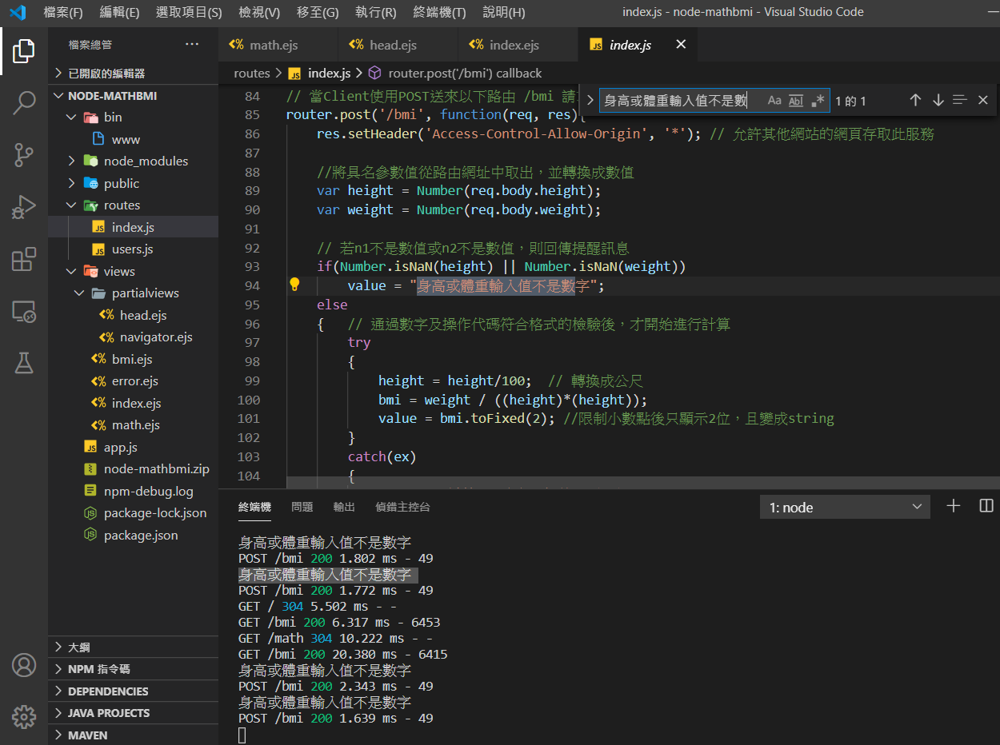 檔案(F) 編輯(E) 選取項目(S) 檢視(V) 移至(G) 執行(R) 終端機(T) 說明(H) index.js - node-mathbmi - Visual Studio Code
檔案總管 ···
已開啟的編輯器
NODE-MATHBMI
bin
www
node_modules
public
routes
index.js
users.js
views
partialviews
head.ejs
navigator.ejs
bmi.ejs
error.ejs
index.ejs
math.ejs
app.js
node-mathbmi.zip
npm-debug.log
package-lock.json
package.json
大綱
NPM 指令碼
DEPENDENCIES
JAVA PROJECTS
MAVEN
math.ejs head.ejs index.ejs index.js
routes > index.js > router.post('/bmi') callback
身高或體重輸入值不是數 Aa Abl .* 1 的 1
84 // 當Client使用POST送來以下路由 /bmi 請
85 router.post('/bmi', function(req, res){
86 res.setHeader('Access-Control-Allow-Origin', '*'); // 允許其他網站的網頁存取此服務
87
88 //將具名參數值從路由網址中取出，並轉換成數值
89 var height = Number(req.body.height);
90 var weight = Number(req.body.weight);
91
92 // 若n1不是數值或n2不是數值，則回傳提醒訊息
93 if(Number.isNaN(height) || Number.isNaN(weight))
94 value = "身高或體重輸入值不是數字";
95 else
96 { // 通過數字及操作代碼符合格式的檢驗後，才開始進行計算
97 try
98 {
99 height = height/100; // 轉換成公尺
100 bmi = weight / ((height)*(height));
101 value = bmi.toFixed(2); //限制小數點後只顯示2位，且變成string
102 }
103 catch(ex)
104 {
終端機 問題 輸出 偵錯主控台 1: node
身高或體重輸入值不是數字
POST /bmi 200 1.802 ms - 49
身高或體重輸入值不是數字
POST /bmi 200 1.772 ms - 49
GET / 304 5.502 ms - -
GET /bmi 200 6.317 ms - 6453
GET /math 304 10.222 ms - -
GET /bmi 200 20.380 ms - 6415
身高或體重輸入值不是數字
POST /bmi 200 2.343 ms - 49
身高或體重輸入值不是數字
POST /bmi 200 1.639 ms - 49